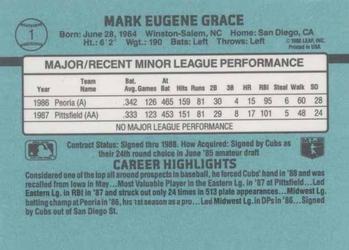 1
MARK EUGENE GRACE
Born: June 28, 1964 Winston-Salem, NC Home: San Diego, CA
Ht.: 6'2" Wgt.: 190 Bats: Left Throws: Left
© 1988 LEAF, INC.
Printed in USA
MAJOR/RECENT MINOR LEAGUE PERFORMANCE
Year Team Name Bat. Avg. Games At Bat Hits Runs 2B 3B HR RBI Steal Walk SO
1986 Peoria (A) .342 126 465 159 81 30 4 15 95 6 60 28
1987 Pittsfield (AA) .333 123 453 151 81 29 8 17 101 5 48 24
NO MAJOR LEAGUE PERFORMANCE
Contract Status: Signed thru 1988. How Acquired: Signed by Cubs as
their 24th round choice in June '85 amateur draft
CAREER HIGHLIGHTS
Considered one of the top all around prospects in baseball, he forced Cubs' hand in '88 and
was recalled from Iowa in May...Most Valuable Player in the Eastern Lg. in '87 at Pittsfield...Led
Eastern Lg. in RBI in '87 and struck out only 24 times in 513 plate appearances...Led Midwest Lg.
batting champ at Peoria in '86, his 1st season as a pro...Led Midwest Lg. in DPs in '86...
Signed by Cubs out of San Diego St.